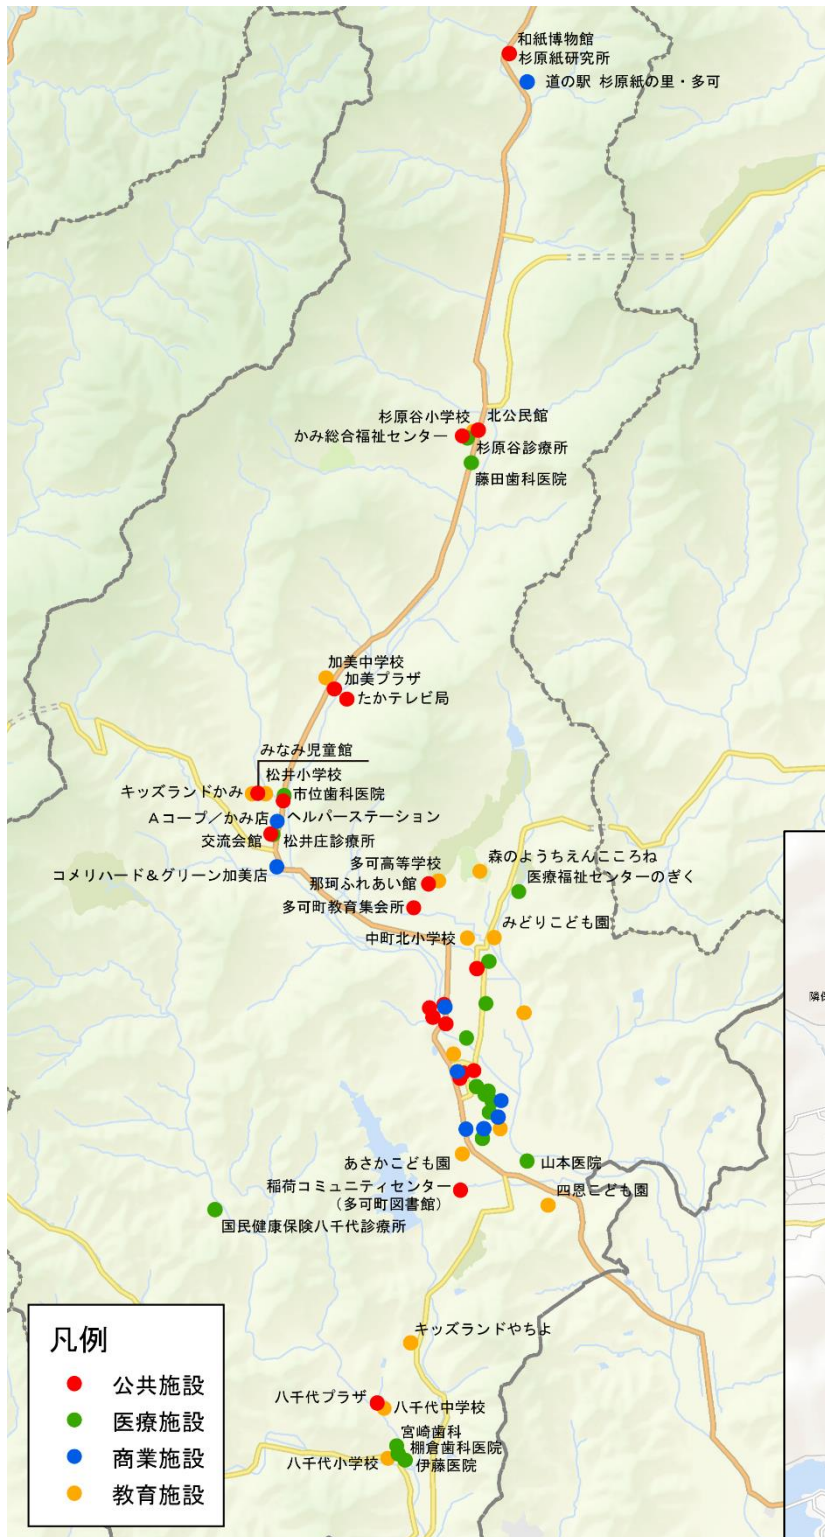 和紙博物館
杉原紙研究所
道の駅 杉原紙の里・多可
杉原谷小学校
北公民館
かみ総合福祉センター
杉原谷診療所
藤田歯科医院
加美中学校
加美プラザ
たかテレビ局
みなみ児童館
松井小学校
キッズランドかみ
市位歯科医院
Aコープ／かみ店
ヘルパーステーション
交流会館
松井庄診療所
コメリハード＆グリーン加美店
多可高等学校
森のようちえんこころね
那珂ふれあい館
医療福祉センターのぎく
多可町教育集会所
みどりこども園
中町北小学校
あさかこども園
山本医院
稲荷コミュニティセンター
（多可町図書館）
四恩こども園
国民健康保険八千代診療所
キッズランドやちよ
八千代プラザ
八千代中学校
宮崎歯科
棚倉歯科医院
八千代小学校
伊藤医院
凡例
公共施設
医療施設
商業施設
教育施設